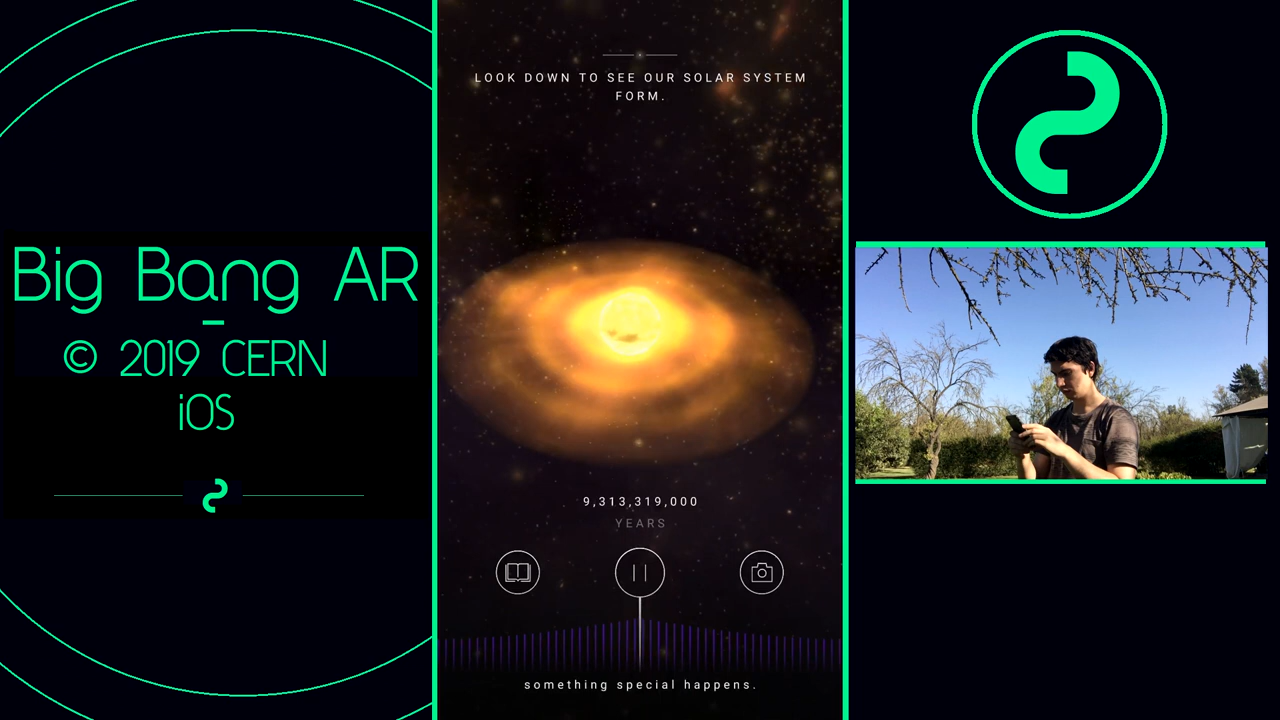 Big Bang AR
–
© 2019 CERN
iOS
LOOK DOWN TO SEE OUR SOLAR SYSTEM
FORM.
9,313,319,000
YEARS
something special happens.